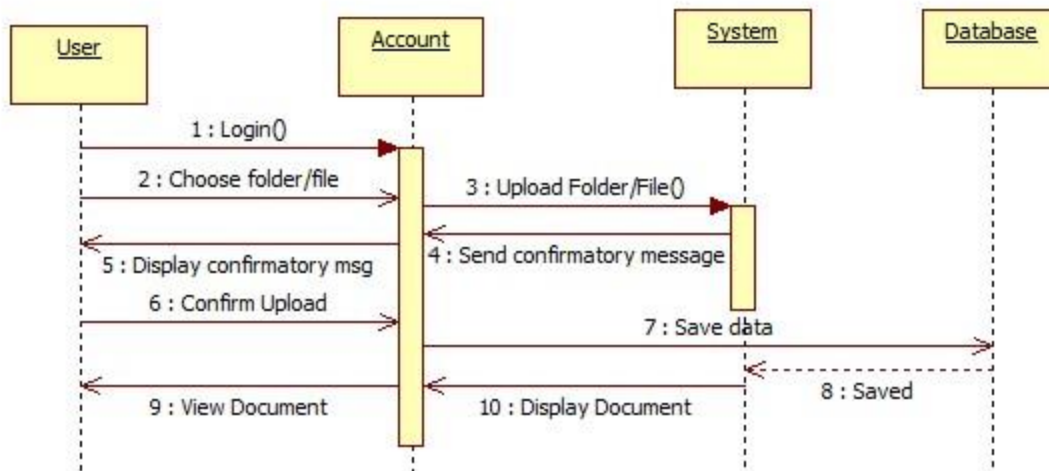 User
Account
System
Database
1 : Login()
2 : Choose folder/file
3 : Upload Folder/File()
4 : Send confirmatory message
5 : Display confirmatory msg
6 : Confirm Upload
7 : Save data
8 : Saved
9 : View Document
10 : Display Document